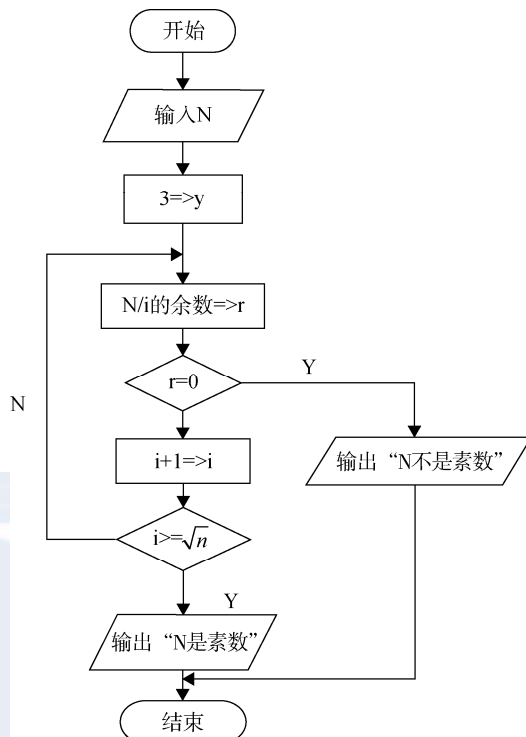 开始
输入N
3=>y
N/i的余数=>r
r=0
Y
N
i+1=>i
输出“N不是素数”
i>=√n
Y
输出“N是素数”
结束